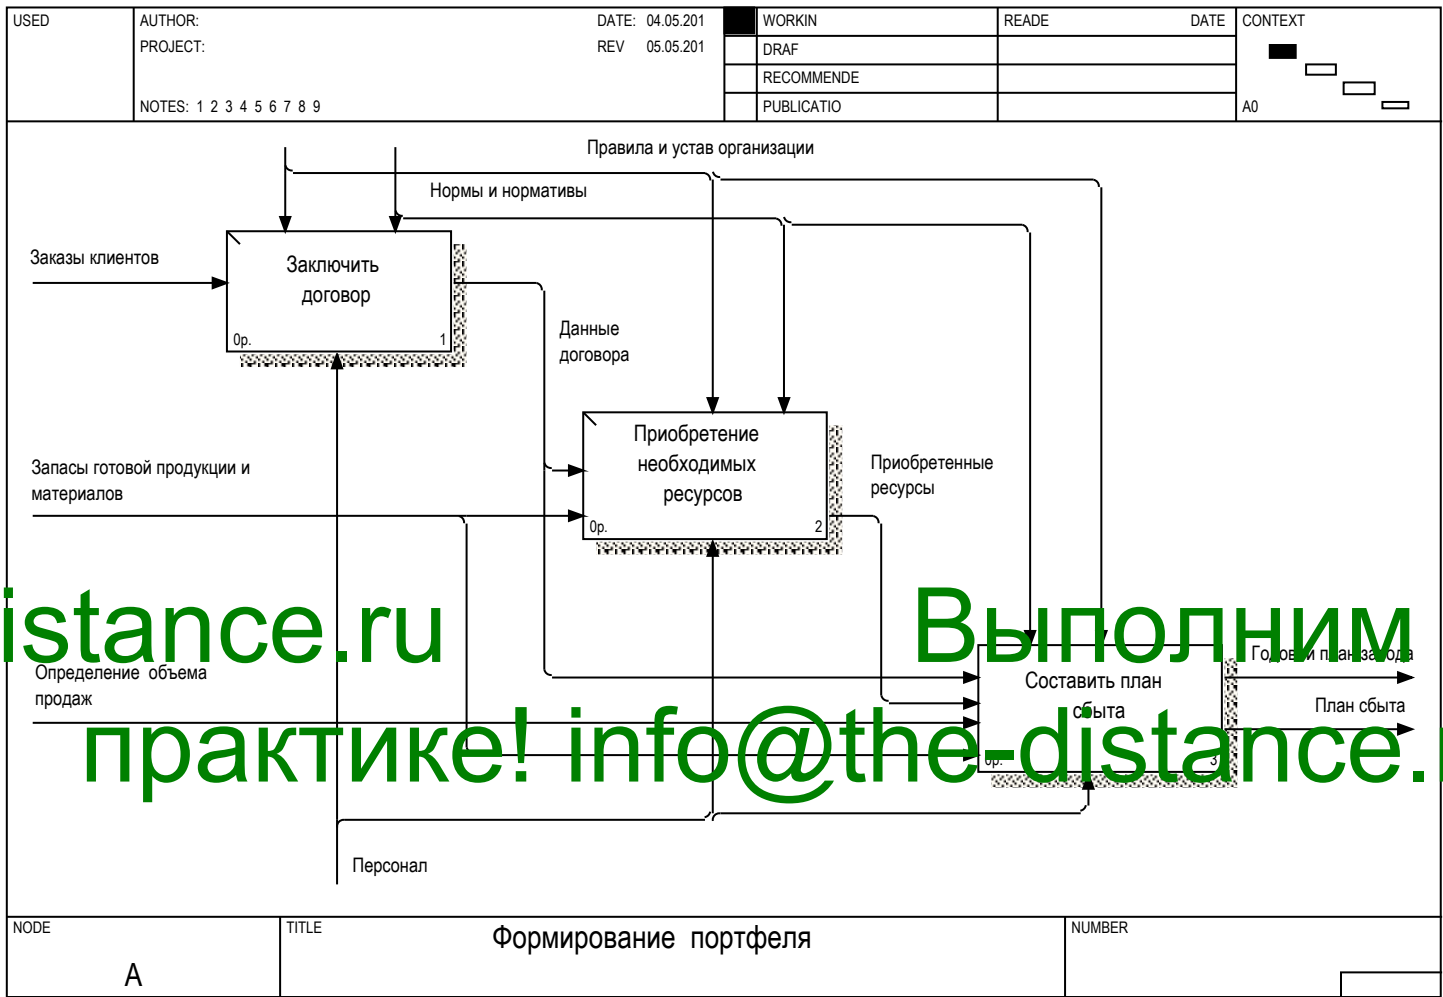 USED
AUTHOR:
DATE: 04.05.201
PROJECT:
REV 05.05.201
NOTES: 1 2 3 4 5 6 7 8 9
WORKIN
DRAF
RECOMMENDE
PUBLICATIO
READE
DATE
CONTEXT
A0
Правила и устав организации
Нормы и нормативы
Заказы клиентов
Заключить
договор
0р.
1
Данные
договора
Приобретение
необходимых
ресурсов
0р.
2
Запасы готовой продукции и
материалов
Приобретенные
ресурсы
istance.ru
Выполним
Определение объема
продаж
Составить план
сбыта
0р.
3
Годовой план завода
План сбыта
практике! info@the-distance.
Персонал
NODE
A
TITLE
Формирование портфеля
NUMBER